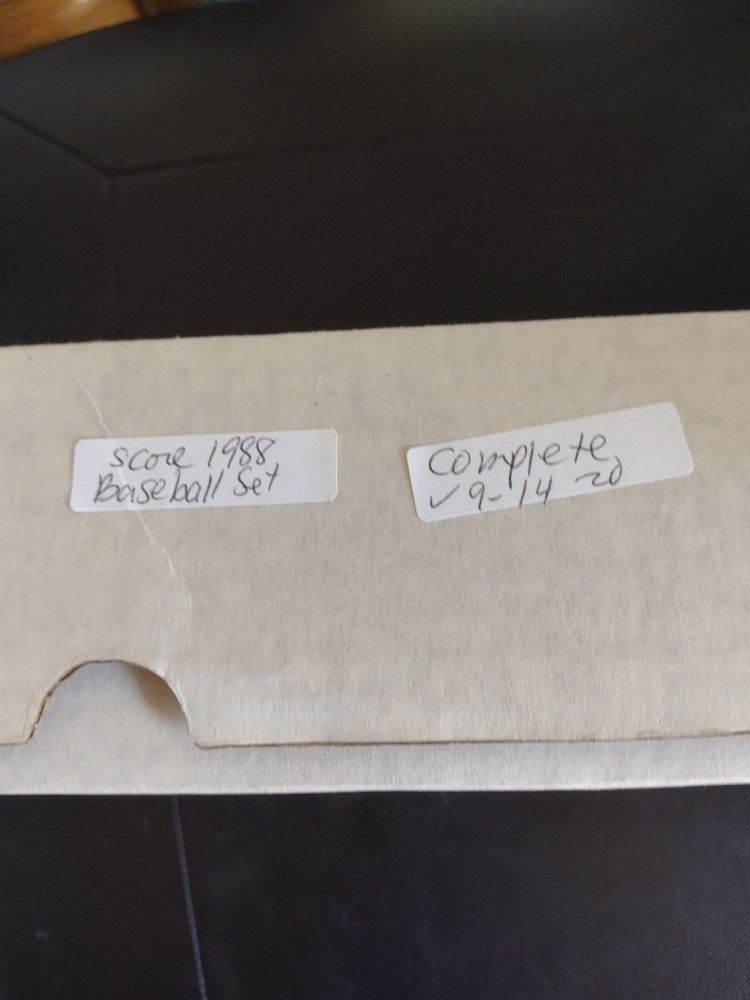 Score 1988
Baseball Set
Complete
✓ 9-14 20